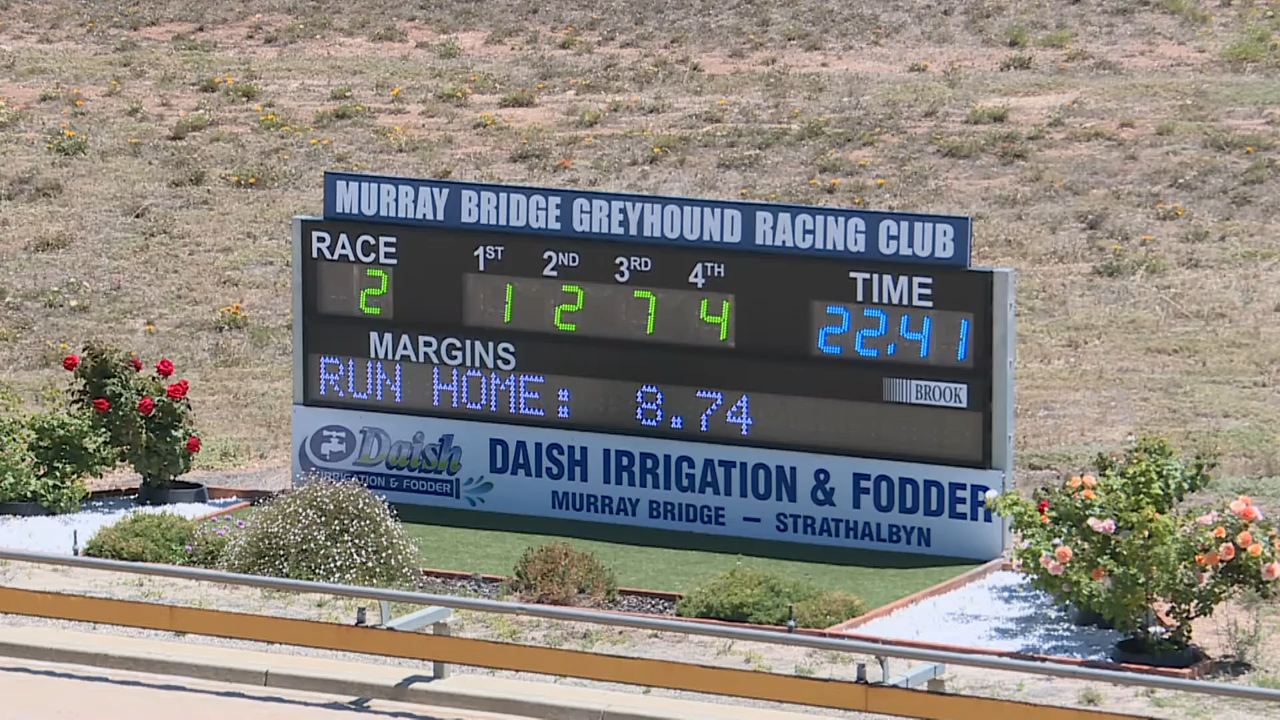 MURRAY BRIDGE GREYHOUND RACING CLUB
RACE 1ST 2ND 3RD 4TH TIME
2 1 2 7 4 22.41
MARGINS
RUN HOME: 8.74
BROOK
Daish
IRRIGATION & FODDER
DAISH IRRIGATION & FODDER
MURRAY BRIDGE – STRATHALBYN